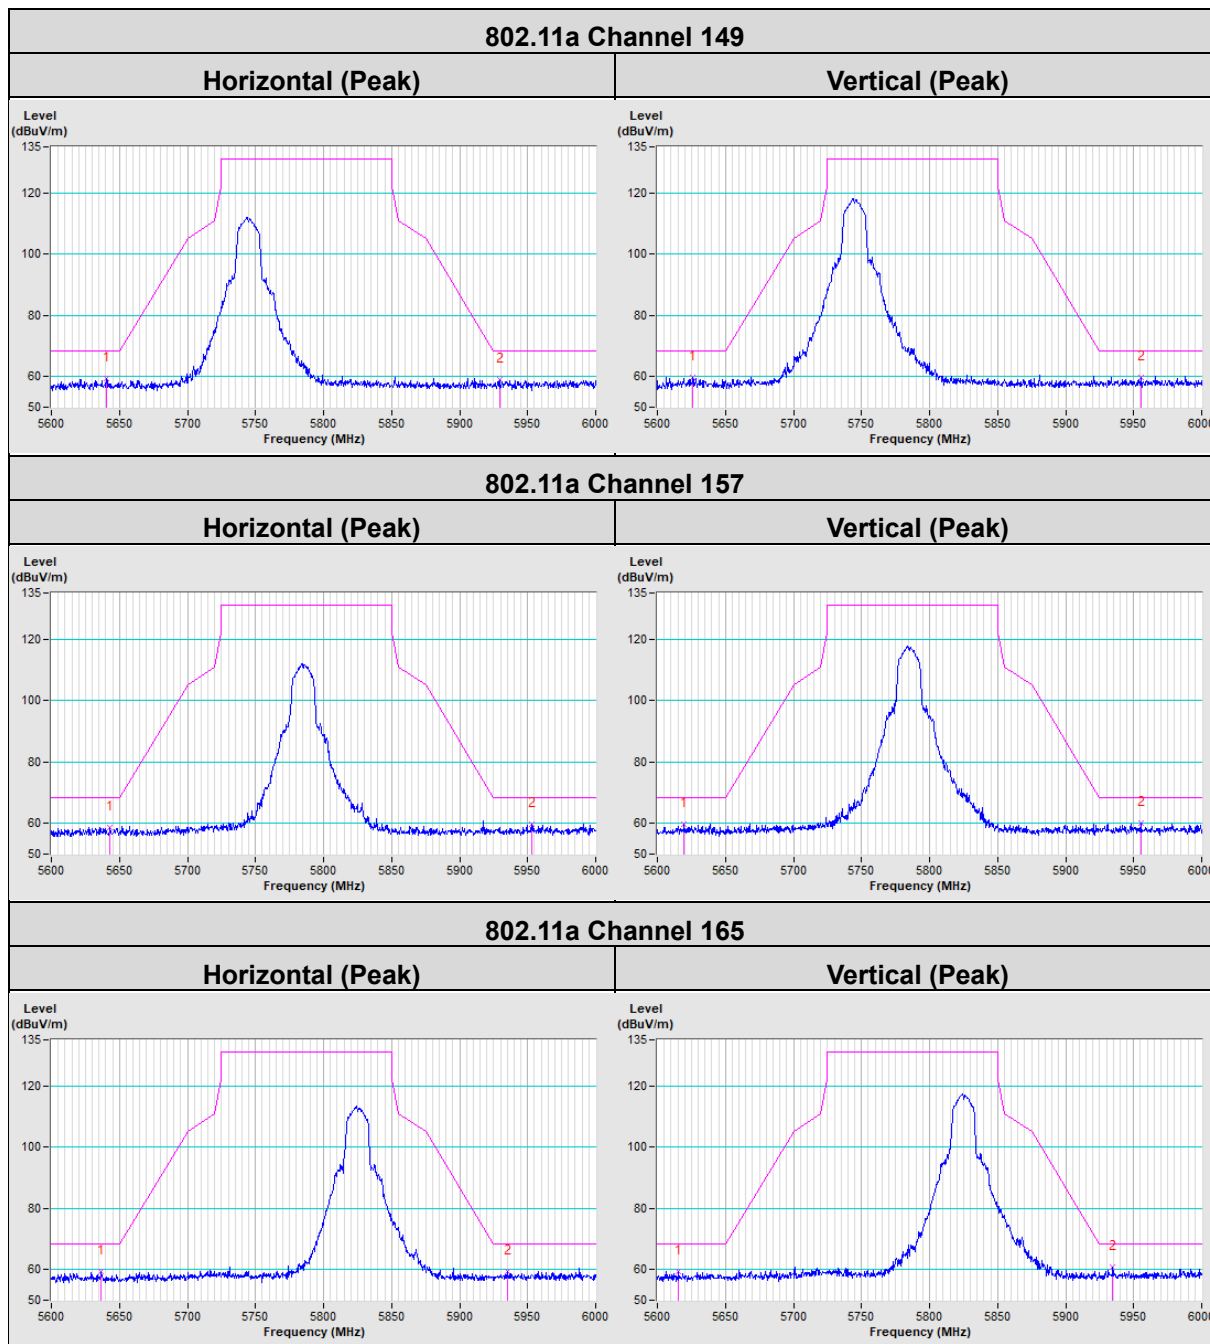 802.11a Channel 149
Horizontal (Peak) Vertical (Peak)
Level Level
(dBuV/m) (dBuV/m)
135 135
120 120
100 100
80 80
1 2 1 2
60 60
50 50
5600 5650 5700 5750 5800 5850 5900 5950 6000 5600 5650 5700 5750 5800 5850 5900 5950 6000
Frequency (MHz) Frequency (MHz)
802.11a Channel 157
Horizontal (Peak) Vertical (Peak)
Level Level
(dBuV/m) (dBuV/m)
135 135
120 120
100 100
80 80
1 2 1 2
60 60
50 50
5600 5650 5700 5750 5800 5850 5900 5950 6000 5600 5650 5700 5750 5800 5850 5900 5950 6000
Frequency (MHz) Frequency (MHz)
802.11a Channel 165
Horizontal (Peak) Vertical (Peak)
Level Level
(dBuV/m) (dBuV/m)
135 135
120 120
100 100
80 80
1 2 1 2
60 60
50 50
5600 5650 5700 5750 5800 5850 5900 5950 6000 5600 5650 5700 5750 5800 5850 5900 5950 6000
Frequency (MHz) Frequency (MHz)